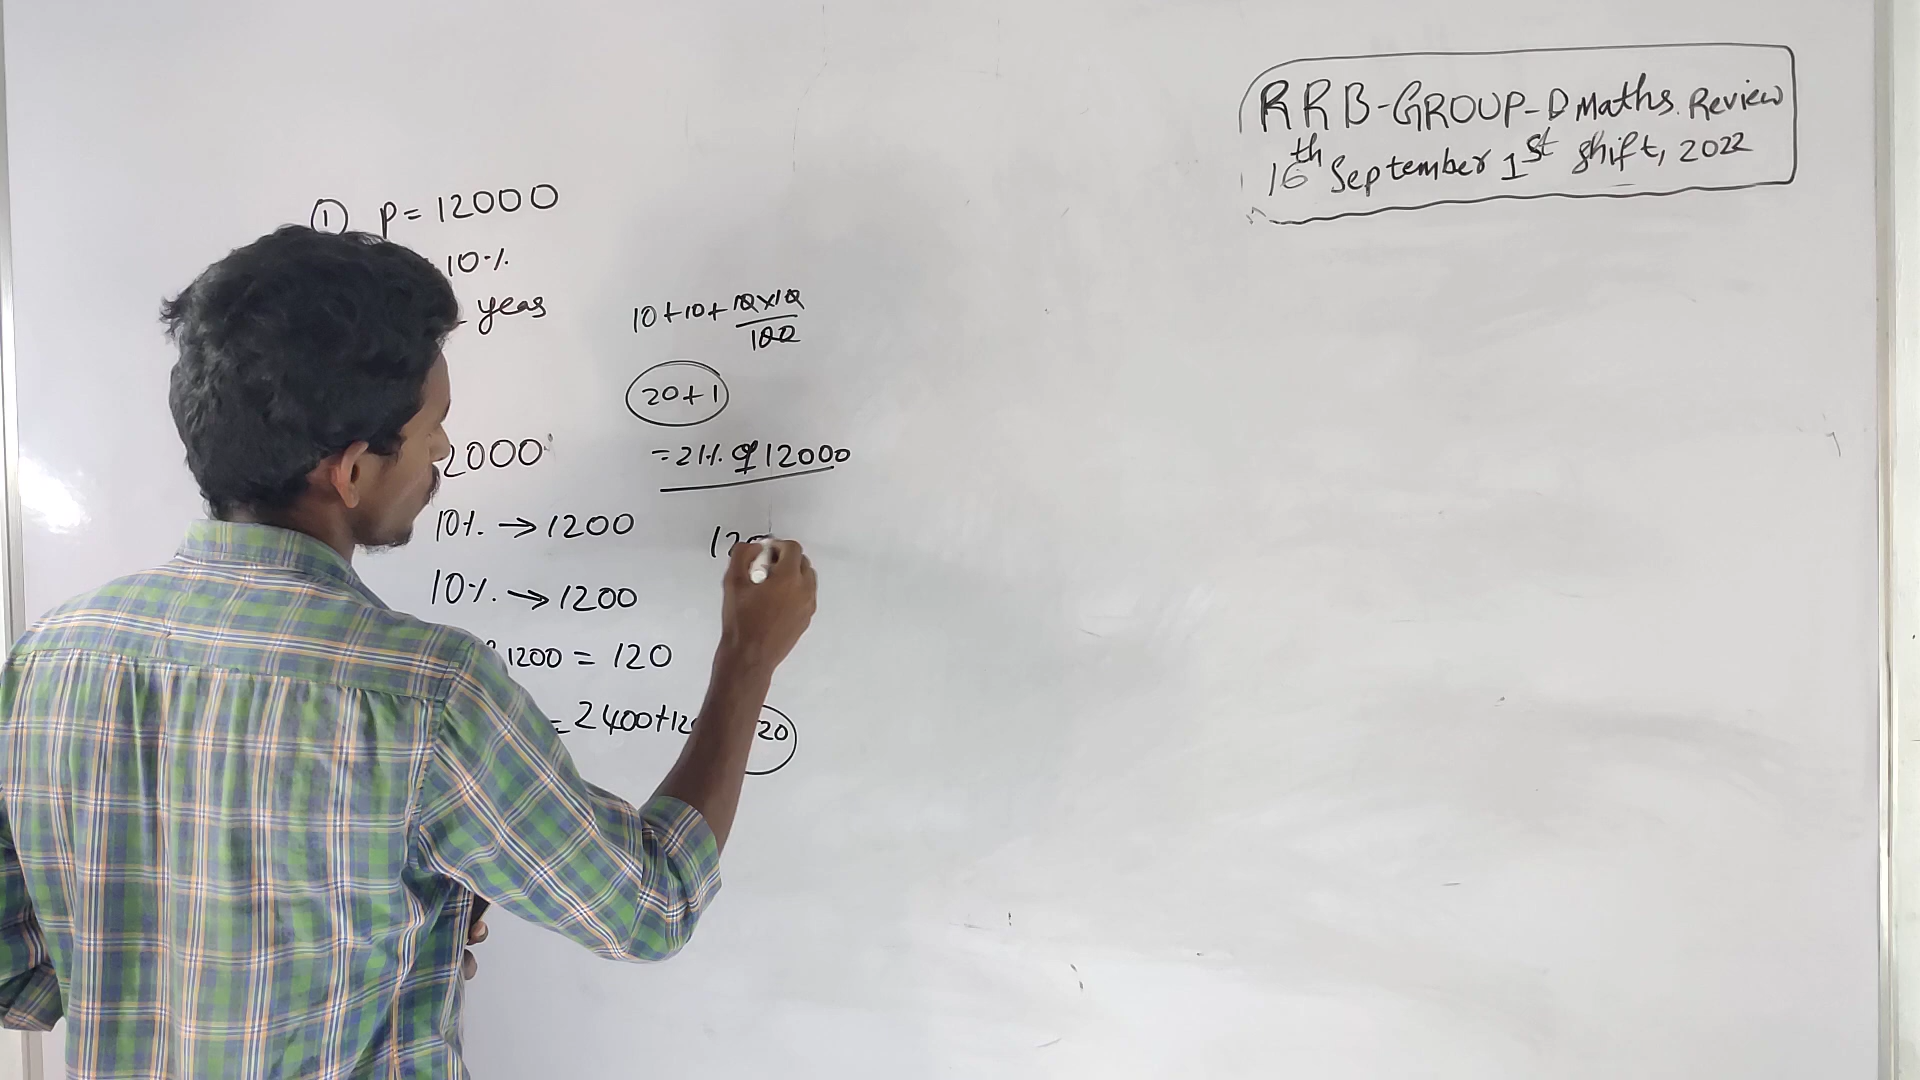 RRB-GROUP-D Maths. Review
16th September 1st shift, 2022
① P = 12000
10%
yeas
2000
10% → 1200
10% → 1200
1200 = 120
= 2400+12
20
10+10+10×10
100
20+1
=21% of 12000